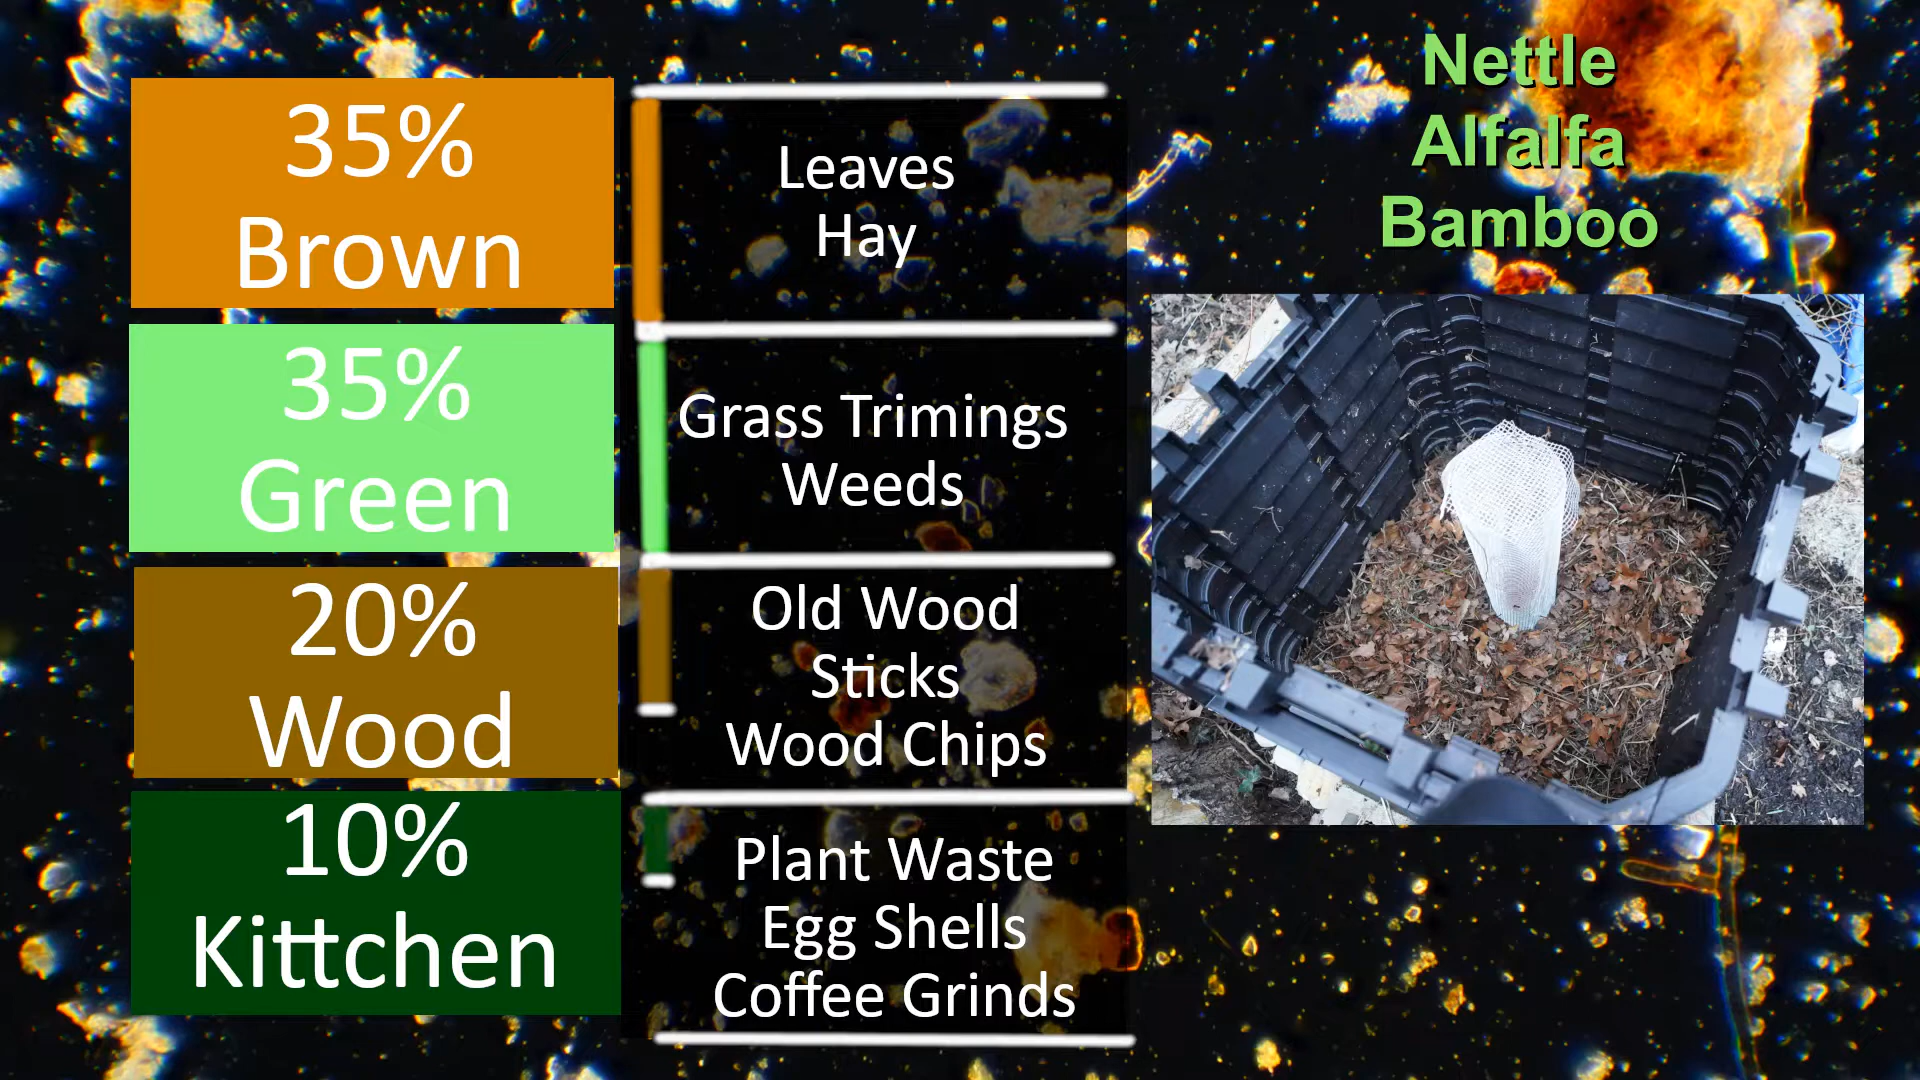 35%
Brown
Leaves
Hay
35%
Green
Grass Trimings
Weeds
20%
Wood
Old Wood
Sticks
Wood Chips
10%
Kittchen
Plant Waste
Egg Shells
Coffee Grinds
Nettle
Alfalfa
Bamboo